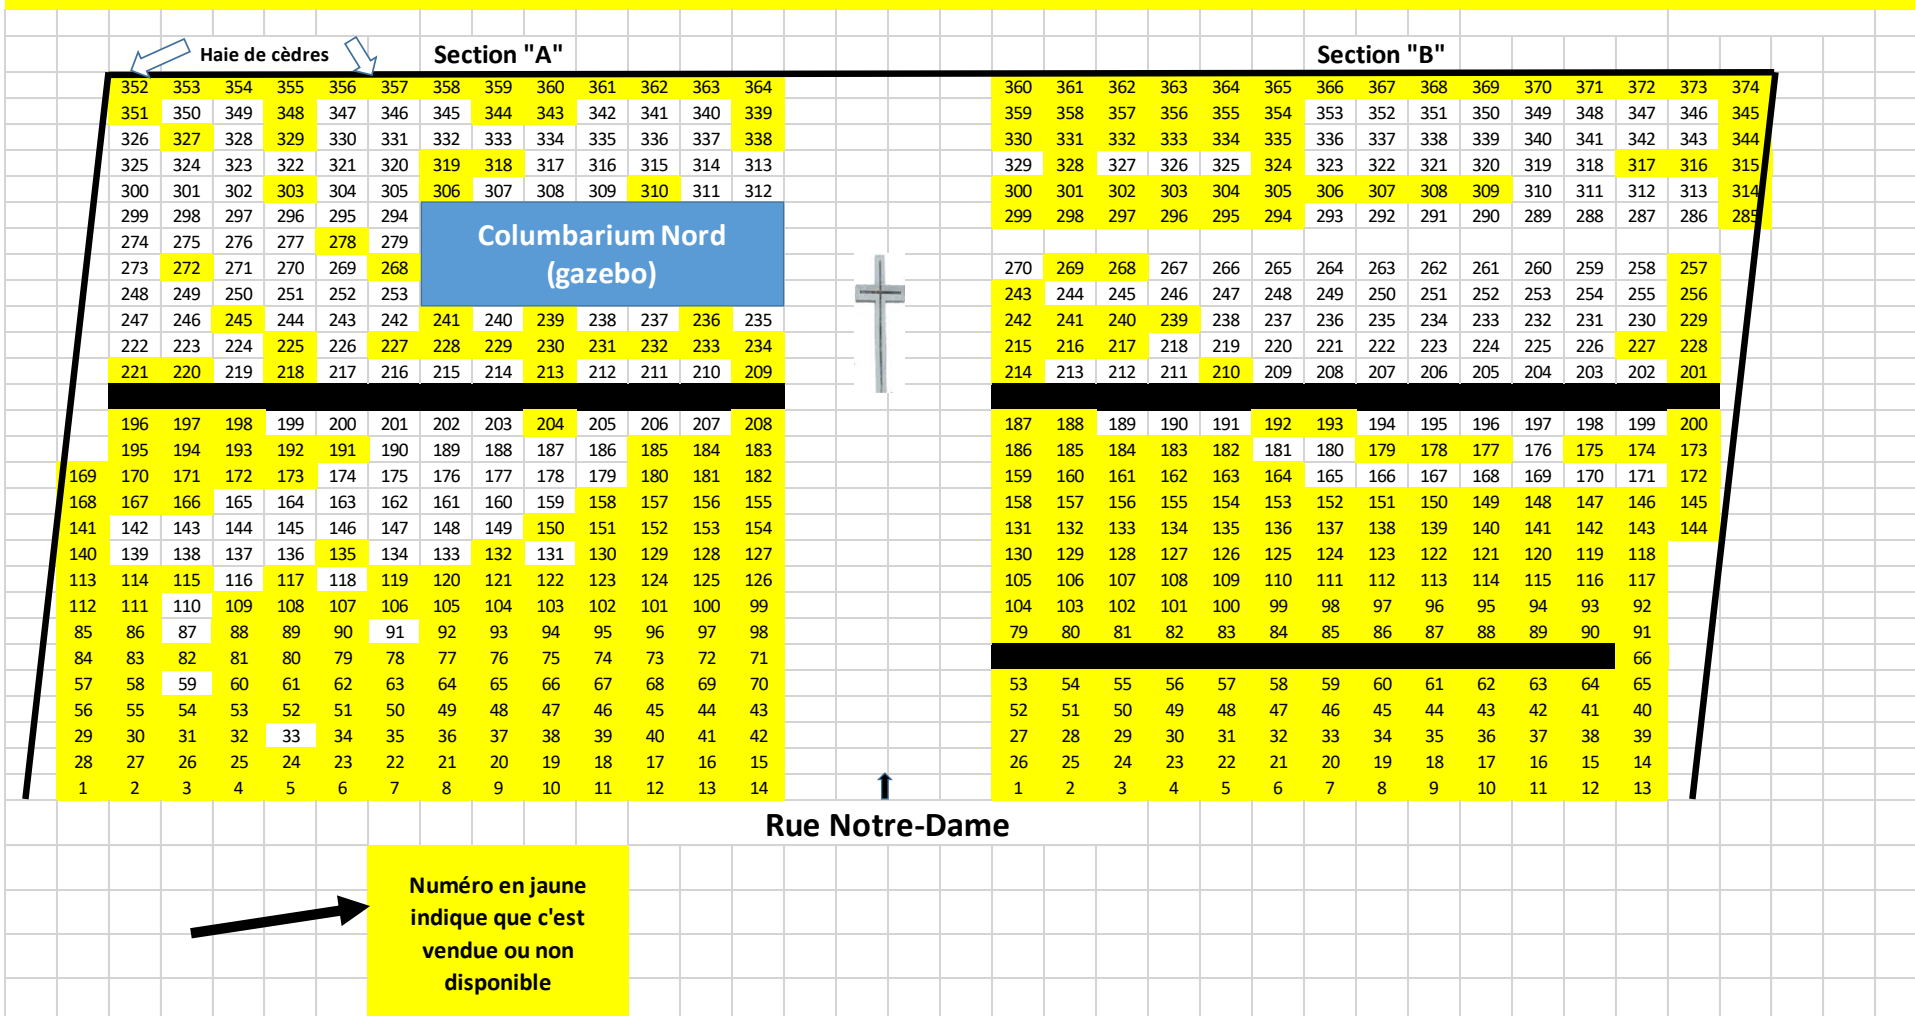 Haie de cèdres Section "A" Section "B"
352 353 354 355 356 357 358 359 360 361 362 363 364 360 361 362 363 364 365 366 367 368 369 370 371 372 373 374
351 350 349 348 347 346 345 344 343 342 341 340 339 359 358 357 356 355 354 353 352 351 350 349 348 347 346 345
326 327 328 329 330 331 332 333 334 335 336 337 338 330 331 332 333 334 335 336 337 338 339 340 341 342 343 344
325 324 323 322 321 320 319 318 317 316 315 314 313 329 328 327 326 325 324 323 322 321 320 319 318 317 316 315
300 301 302 303 304 305 306 307 308 309 310 311 312 300 301 302 303 304 305 306 307 308 309 310 311 312 313 314
299 298 297 296 295 294 299 298 297 296 295 294 293 292 291 290 289 288 287 286 285
274 275 276 277 278 279 Columbarium Nord
273 272 271 270 269 268 (gazebo) 270 269 268 267 266 265 264 263 262 261 260 259 258 257
248 249 250 251 252 253 243 244 245 246 247 248 249 250 251 252 253 254 255 256
247 246 245 244 243 242 241 240 239 238 237 236 235 242 241 240 239 238 237 236 235 234 233 232 231 230 229
222 223 224 225 226 227 228 229 230 231 232 233 234 215 216 217 218 219 220 221 222 223 224 225 226 227 228
221 220 219 218 217 216 215 214 213 212 211 210 209 214 213 212 211 210 209 208 207 206 205 204 203 202 201
196 197 198 199 200 201 202 203 204 205 206 207 208 187 188 189 190 191 192 193 194 195 196 197 198 199 200
195 194 193 192 191 190 189 188 187 186 185 184 183 186 185 184 183 182 181 180 179 178 177 176 175 174 173
169 170 171 172 173 174 175 176 177 178 179 180 181 182 159 160 161 162 163 164 165 166 167 168 169 170 171 172
168 167 166 165 164 163 162 161 160 159 158 157 156 155 158 157 156 155 154 153 152 151 150 149 148 147 146 145
141 142 143 144 145 146 147 148 149 150 151 152 153 154 131 132 133 134 135 136 137 138 139 140 141 142 143 144
140 139 138 137 136 135 134 133 132 131 130 129 128 127 130 129 128 127 126 125 124 123 122 121 120 119 118
113 114 115 116 117 118 119 120 121 122 123 124 125 126 105 106 107 108 109 110 111 112 113 114 115 116 117
112 111 110 109 108 107 106 105 104 103 102 101 100 99 104 103 102 101 100 99 98 97 96 95 94 93 92
85 86 87 88 89 90 91 92 93 94 95 96 97 98 79 80 81 82 83 84 85 86 87 88 89 90 91
84 83 82 81 80 79 78 77 76 75 74 73 72 71 66
57 58 59 60 61 62 63 64 65 66 67 68 69 70 53 54 55 56 57 58 59 60 61 62 63 64 65
56 55 54 53 52 51 50 49 48 47 46 45 44 43 52 51 50 49 48 47 46 45 44 43 42 41 40
29 30 31 32 33 34 35 36 37 38 39 40 41 42 27 28 29 30 31 32 33 34 35 36 37 38 39
28 27 26 25 24 23 22 21 20 19 18 17 16 15 26 25 24 23 22 21 20 19 18 17 16 15 14
1 2 3 4 5 6 7 8 9 10 11 12 13 14 1 2 3 4 5 6 7 8 9 10 11 12 13
Rue Notre-Dame
Numéro en jaune
indique que c'est
vendue ou non
disponible